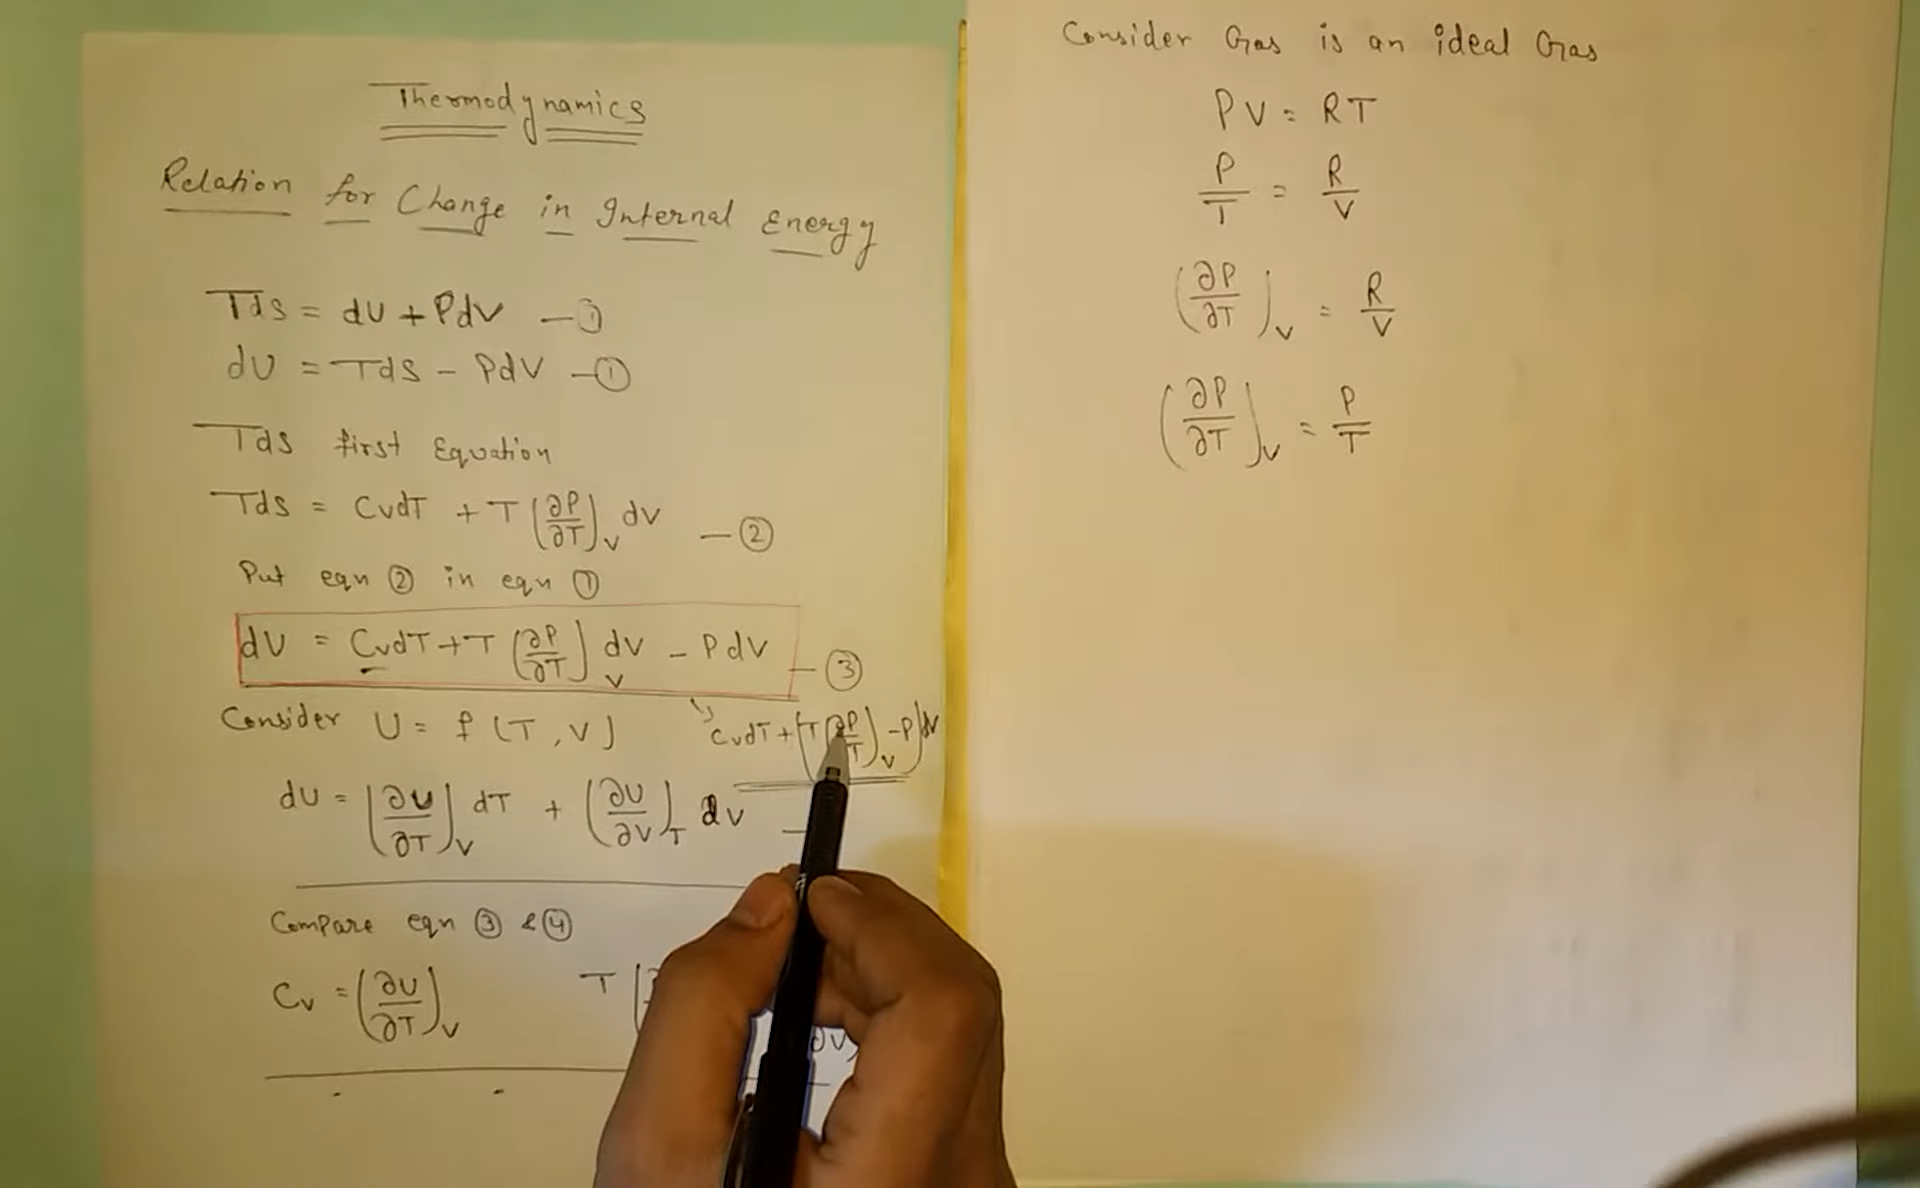 Thermodynamics
Relation for Change in Internal Energy
Tds = dU + PdV — ①
dU = Tds - PdV — ①
Tds first Equation
Tds = CvdT + T (∂P/∂T)v dV — ②
Put eqn ② in eqn ①
dU = CvdT + T (∂P/∂T)v dV - PdV — ③
Consider U = f (T, V)
CvdT + (T (∂P/∂T)v - P) dV
dU = (∂U/∂T)v dT + (∂U/∂V)T dV —
Compare eqn ③ & ④
Cv = (∂U/∂T)v T
Consider Gas is an ideal Gas
PV = RT
P/T = R/V
(∂P/∂T)v = R/V
(∂P/∂T)v = P/T